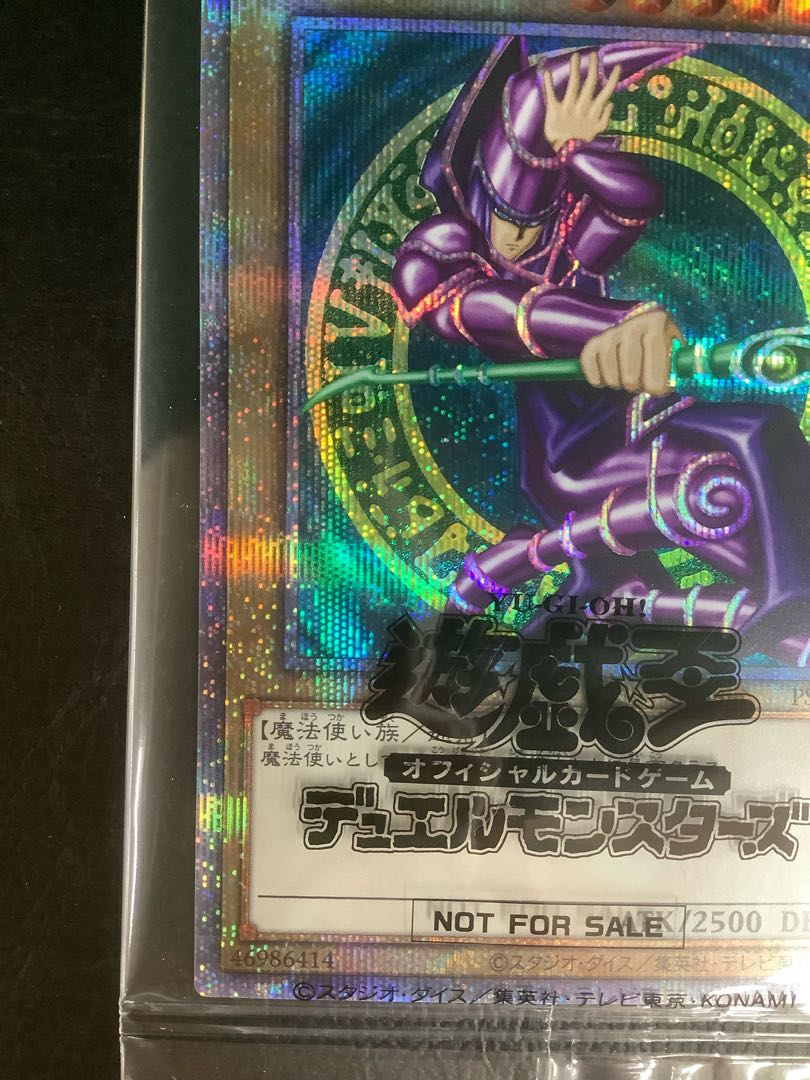 YU-GI-OH!
遊戯王
【魔法使い族／
魔法使いとし
オフィシャルカードゲーム
デュエルモンスターズ
NOT FOR SALE
ATK/2500
46986414
©スタジオ・ダイス／集英社・テレビ東京
©スタジオ・ダイス／集英社・テレビ東京・KONAMI